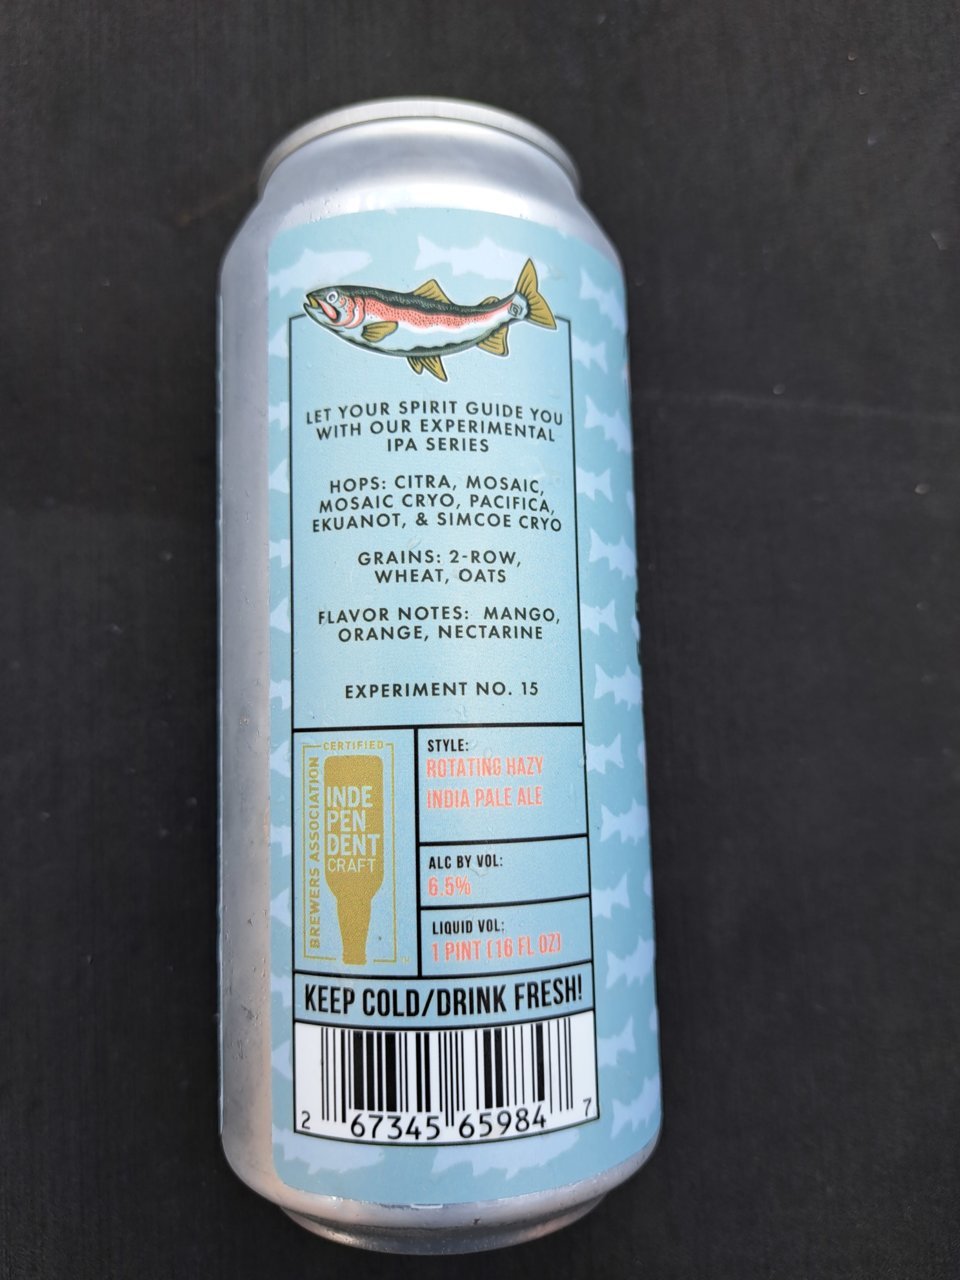 LET YOUR SPIRIT GUIDE YOU
WITH OUR EXPERIMENTAL
IPA SERIES
HOPS: CITRA, MOSAIC,
MOSAIC CRYO, PACIFICA,
EKUANOT, & SIMCOE CRYO
GRAINS: 2-ROW,
WHEAT, OATS
FLAVOR NOTES: MANGO,
ORANGE, NECTARINE
EXPERIMENT NO. 15
CERTIFIED
BREWERS ASSOCIATION
INDE
PEN
DENT
CRAFT
TM
STYLE:
ROTATING HAZY
INDIA PALE ALE
ALC BY VOL:
6.5%
LIQUID VOL:
1 PINT (16 FL OZ)
KEEP COLD/DRINK FRESH!
2 67345 65984 7